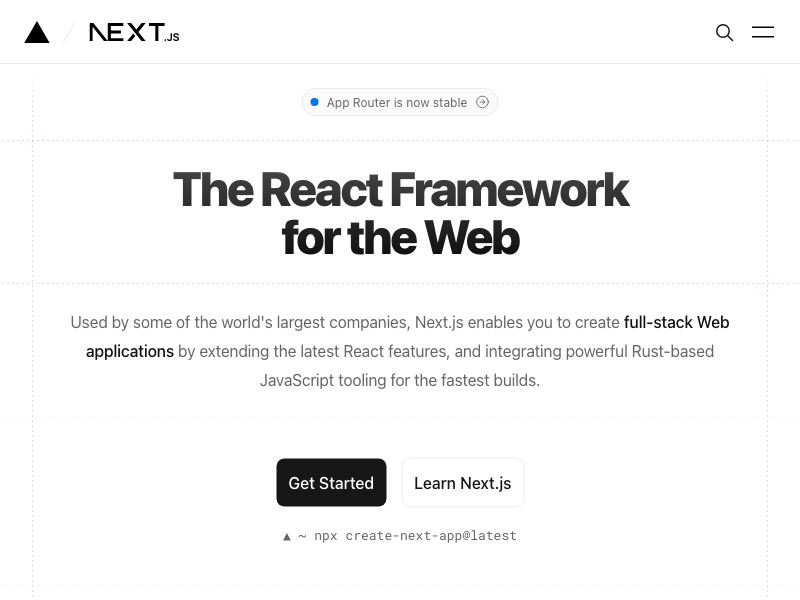 NEXT.JS
App Router is now stable
The React Framework
for the Web
Used by some of the world's largest companies, Next.js enables you to create full-stack Web
applications by extending the latest React features, and integrating powerful Rust-based
JavaScript tooling for the fastest builds.
Get Started Learn Next.js
▲ ~ npx create-next-app@latest